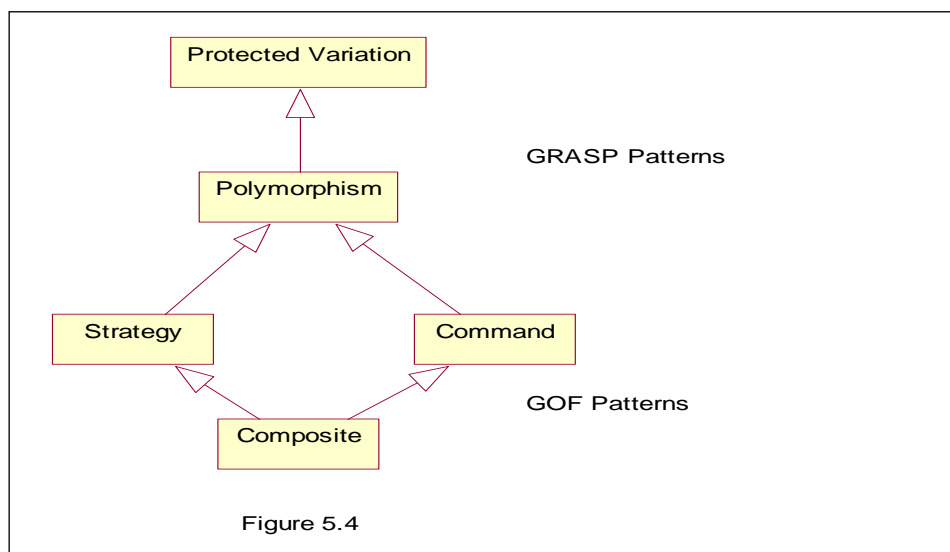 Protected Variation
GRASP Patterns
Polymorphism
Strategy
Command
GOF Patterns
Composite
Figure 5.4